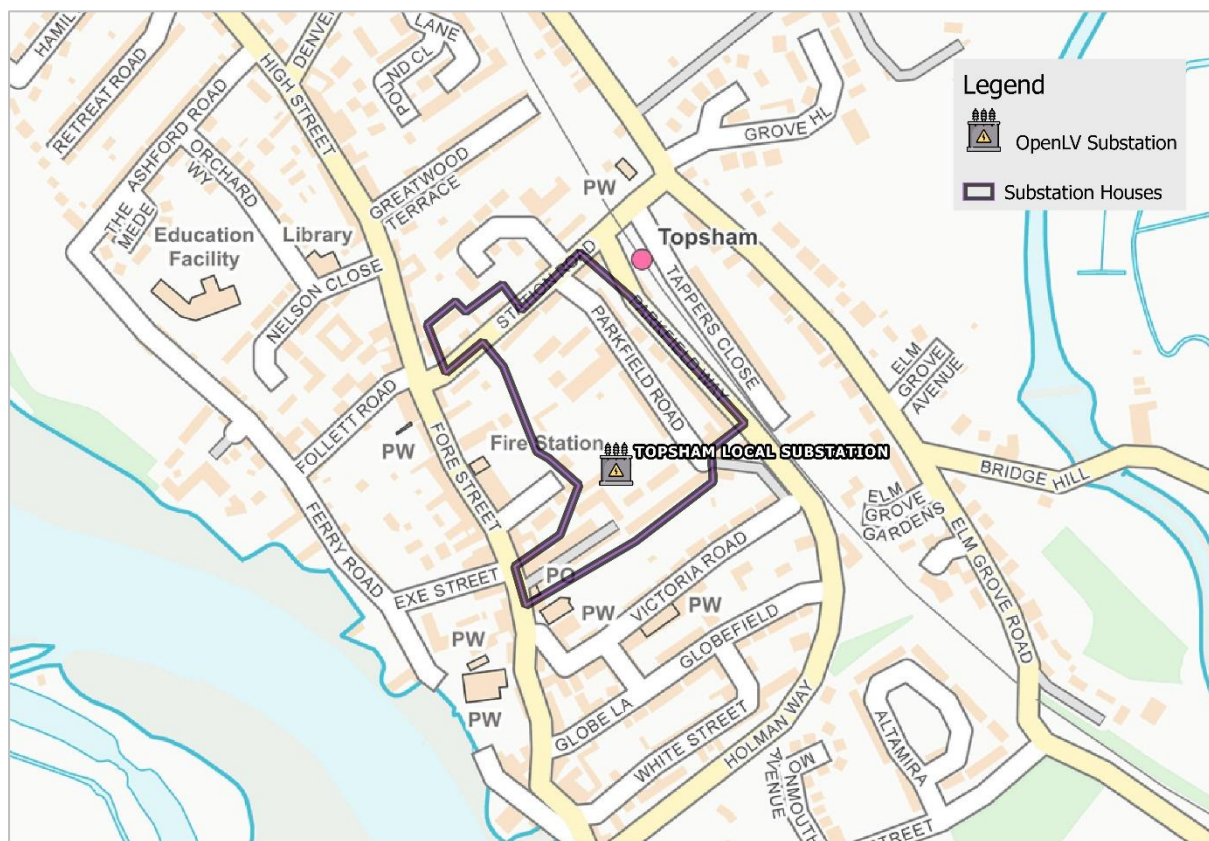 HAMIL
RETREAT ROAD
THE
MEDE
ASHFORD ROAD
ORCHARD
WY
HIGH STREET
DENVER
LANE
POUND CL
GREATWOOD
TERRACE
GROVE HL
PW
Topsham
Education
Facility
Library
NELSON CLOSE
STATION ROAD
PARKFIELD WAY
TAPPERS CLOSE
PARKFIELD ROAD
ELM
GROVE
AVENUE
FOLLETT ROAD
PW
FORE STREET
Fire Station
TOPSHAM LOCAL SUBSTATION
BRIDGE HILL
ELM
GROVE
GARDENS
ELM GROVE ROAD
FERRY ROAD
EXE STREET
PO
PW
VICTORIA ROAD
PW
GLOBEFIELD
PW
PW
GLOBE LA
WHITE STREET
HOLMAN WAY
MONMOUTH
AVENUE
ALTAMIRA
STREET
Legend
OpenLV Substation
Substation Houses